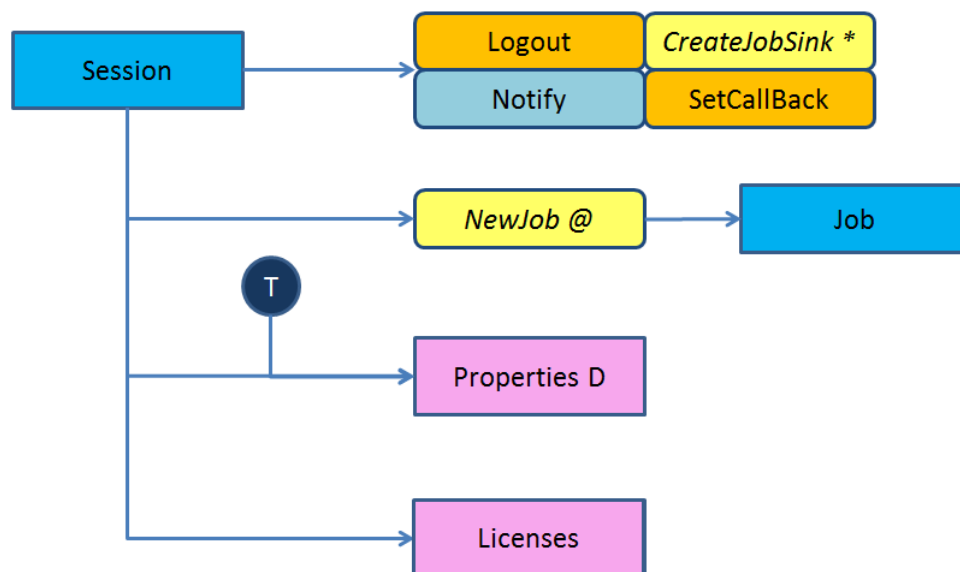 Session
Logout
CreateJobSink *
Notify
SetCallBack
NewJob @
Job
T
Properties D
Licenses